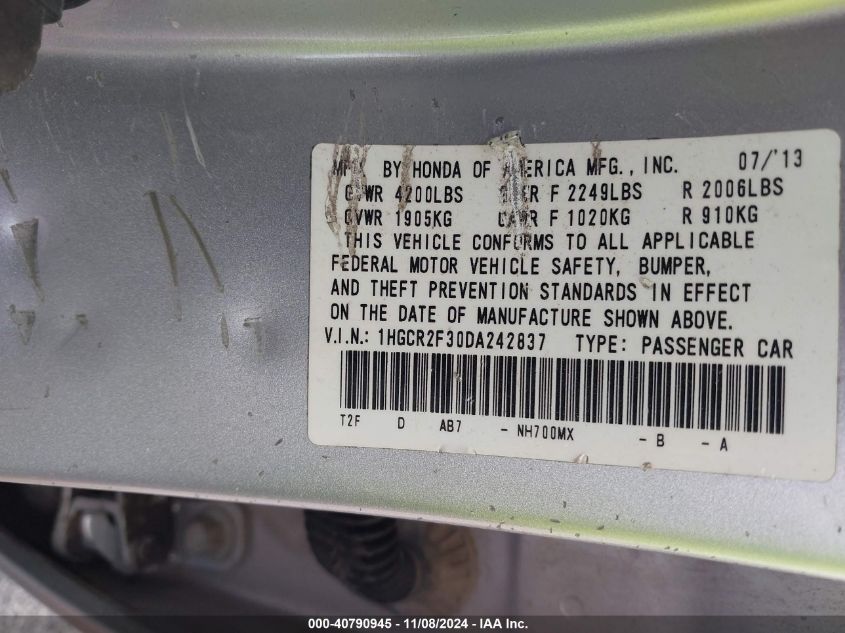 BY HONDA OF AMERICA MFG., INC. 07/'13
GVWR 4200LBS F 2249LBS R 2006LBS
GVWR 1905KG GAWR F 1020KG R 910KG
THIS VEHICLE CONFORMS TO ALL APPLICABLE
FEDERAL MOTOR VEHICLE SAFETY, BUMPER,
AND THEFT PREVENTION STANDARDS IN EFFECT
ON THE DATE OF MANUFACTURE SHOWN ABOVE.
V.I.N.: 1HGCR2F30DA242837 TYPE: PASSENGER CAR
T2F D AB7 - NH700MX - B - A
000-40790945 - 11/08/2024 - IAA Inc.